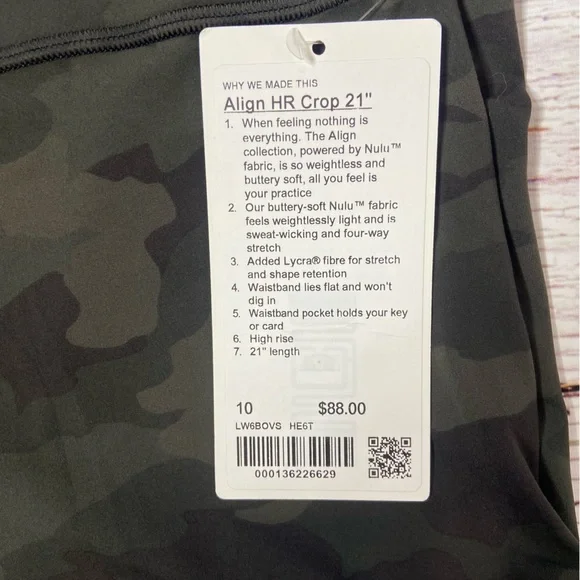 WHY WE MADE THIS
Align HR Crop 21"
1. When feeling nothing is
everything. The Align
collection, powered by Nulu™
fabric, is so weightless and
buttery soft, all you feel is
your practice
2. Our buttery-soft Nulu™ fabric
feels weightlessly light and is
sweat-wicking and four-way
stretch
3. Added Lycra® fibre for stretch
and shape retention
4. Waistband lies flat and won't
dig in
5. Waistband pocket holds your key
or card
6. High rise
7. 21" length
10 $88.00
LW6BOVS HE6T
000136226629